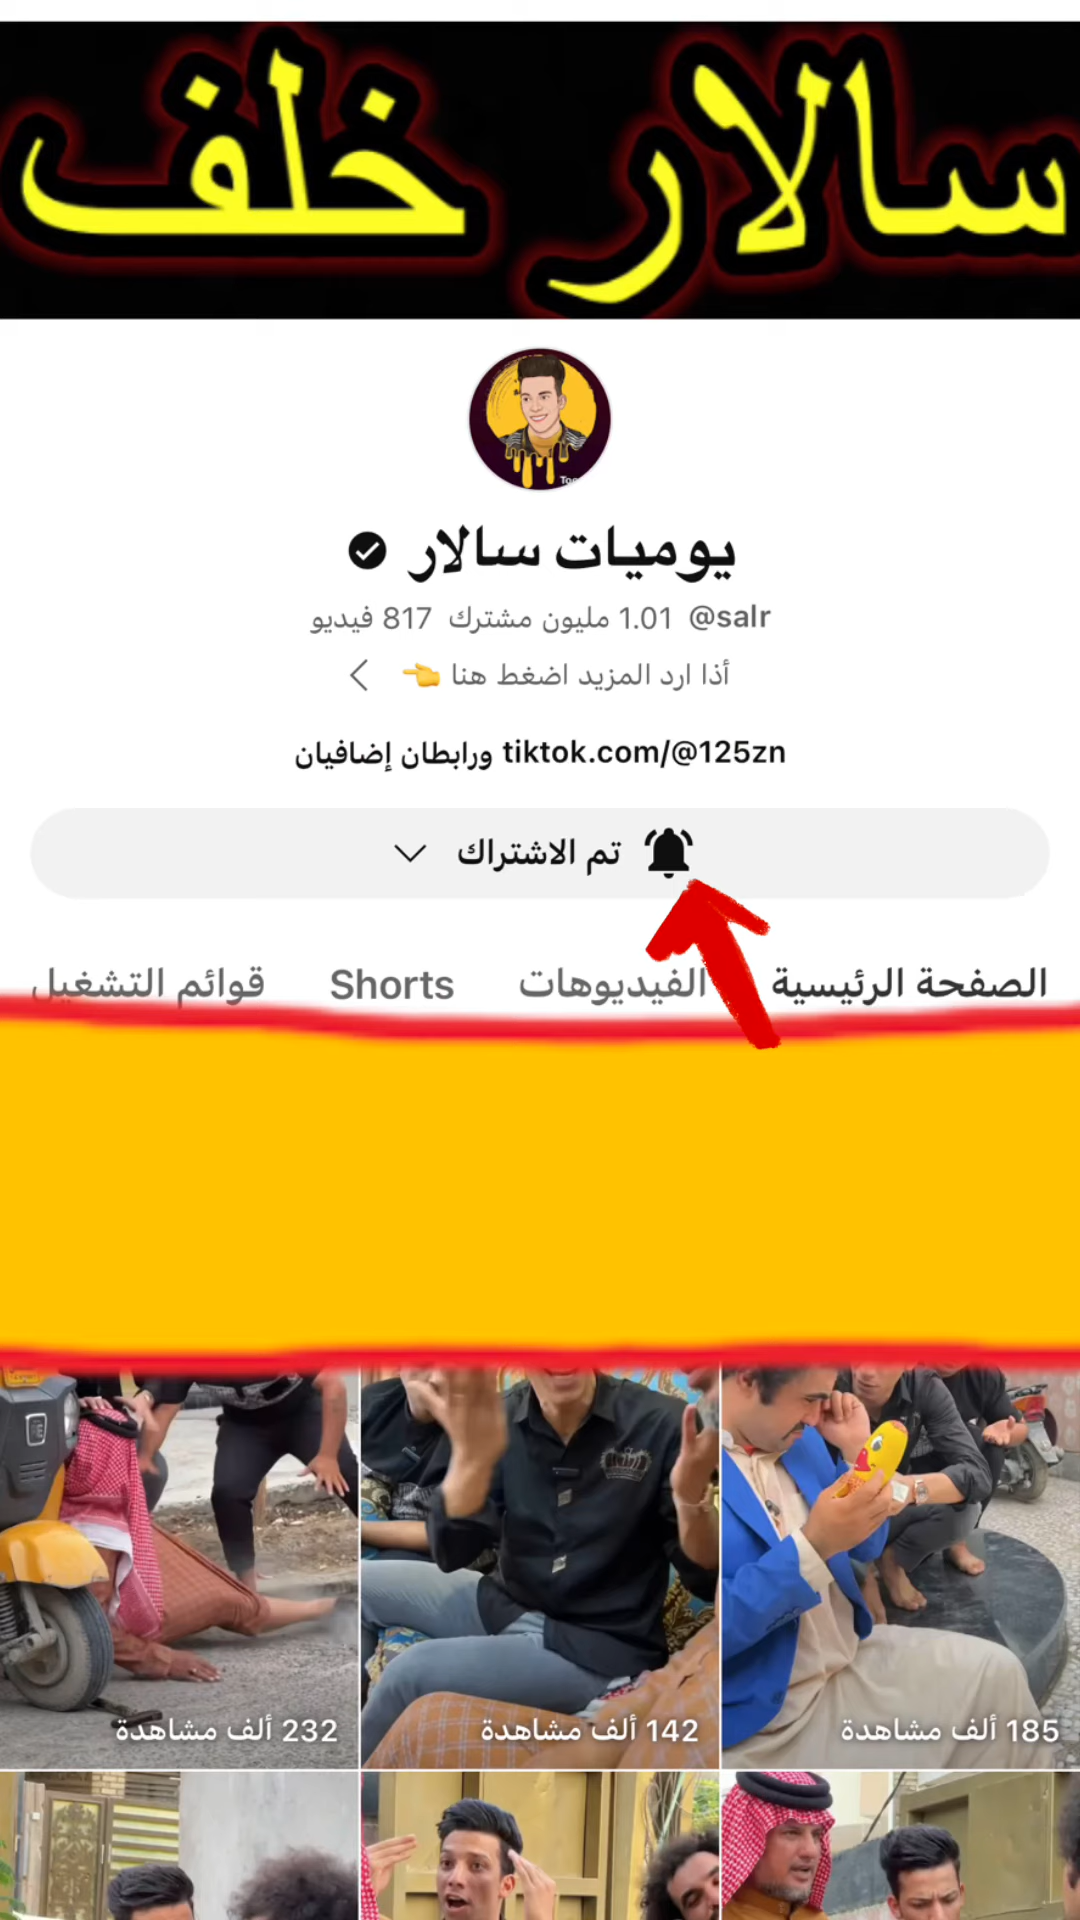 سالار خلف
يوميات سالار
@salr 1.01 مليون مشترك 817 فيديو
أذا ارد المزيد اضغط هنا 👈
tiktok.com/@125zn ورابطان إضافيان
تم الاشتراك
الصفحة الرئيسية الفيديوهات Shorts قوائم التشغيل
185 ألف مشاهدة 142 ألف مشاهدة 232 ألف مشاهدة